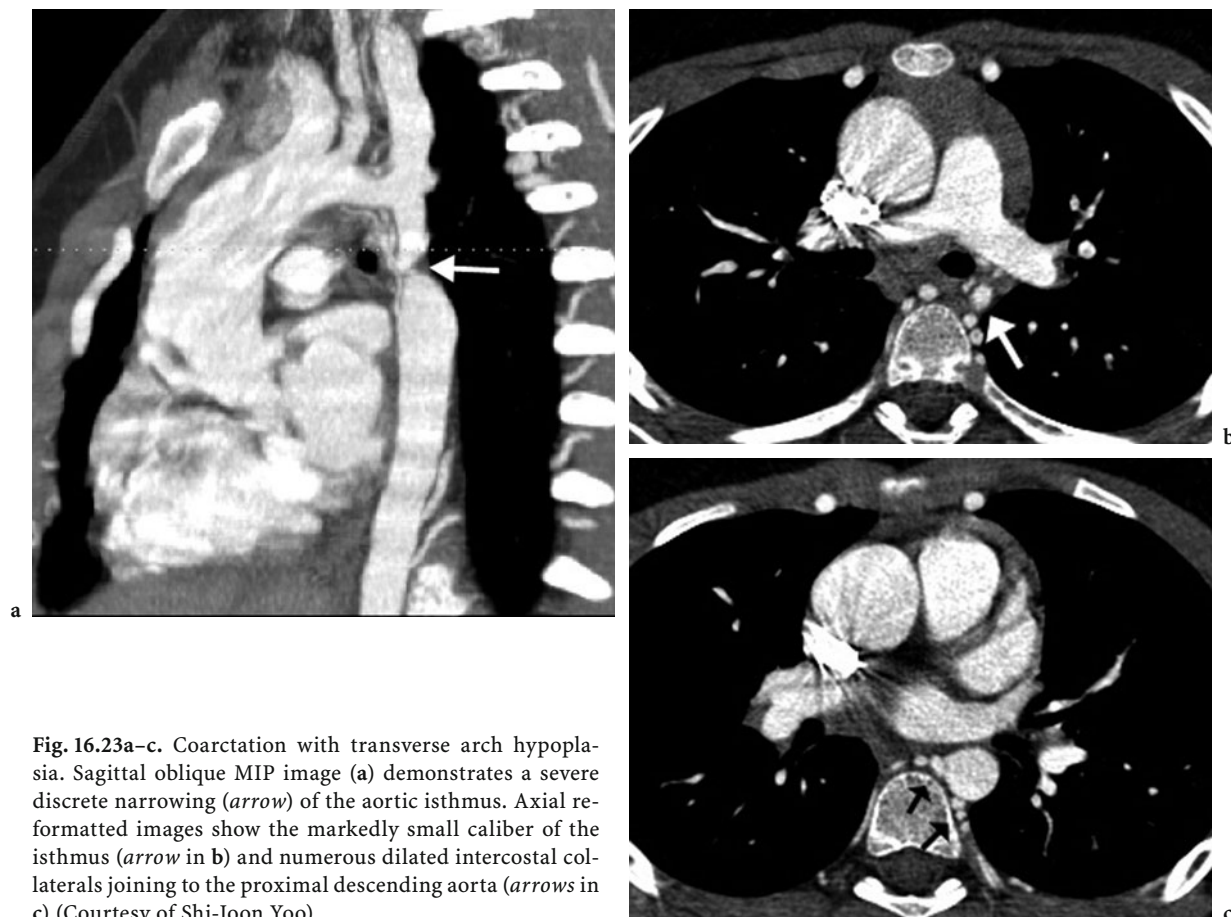 a
b
Fig. 16.23a–c. Coarctation with transverse arch hypopla-
sia. Sagittal oblique MIP image (a) demonstrates a severe
discrete narrowing (arrow) of the aortic isthmus. Axial re-
formatted images show the markedly small caliber of the
isthmus (arrow in b) and numerous dilated intercostal col-
laterals joining to the proximal descending aorta (arrows in
c) (Courtesy of Shi-Joon Yoo)
c